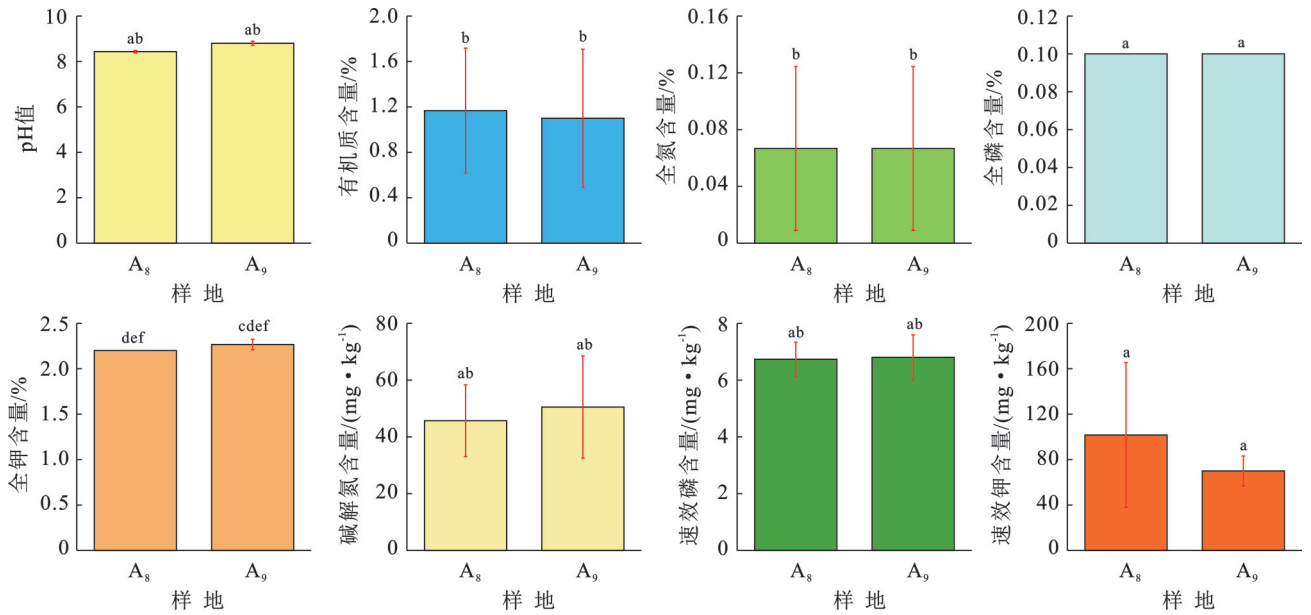 pH值
10
8
6
4
2
0
ab
ab
A₈
A₉
样 地
有机质含量/%
2.0
1.6
1.2
0.8
0.4
0
b
b
A₈
A₉
样 地
全氮含量/%
0.16
0.12
0.08
0.04
0
b
b
A₈
A₉
样 地
全磷含量/%
0.12
0.10
0.08
0.06
0.04
0.02
0
a
a
A₈
A₉
样 地
全钾含量/%
2.5
2.0
1.5
1.0
0.5
0
def
cdef
A₈
A₉
样 地
碱解氮含量/(mg•kg⁻¹)
80
60
40
20
0
ab
ab
A₈
A₉
样 地
速效磷含量/(mg•kg⁻¹)
8
6
4
2
0
ab
ab
A₈
A₉
样 地
速效钾含量/(mg•kg⁻¹)
200
160
120
80
40
0
a
a
A₈
A₉
样 地